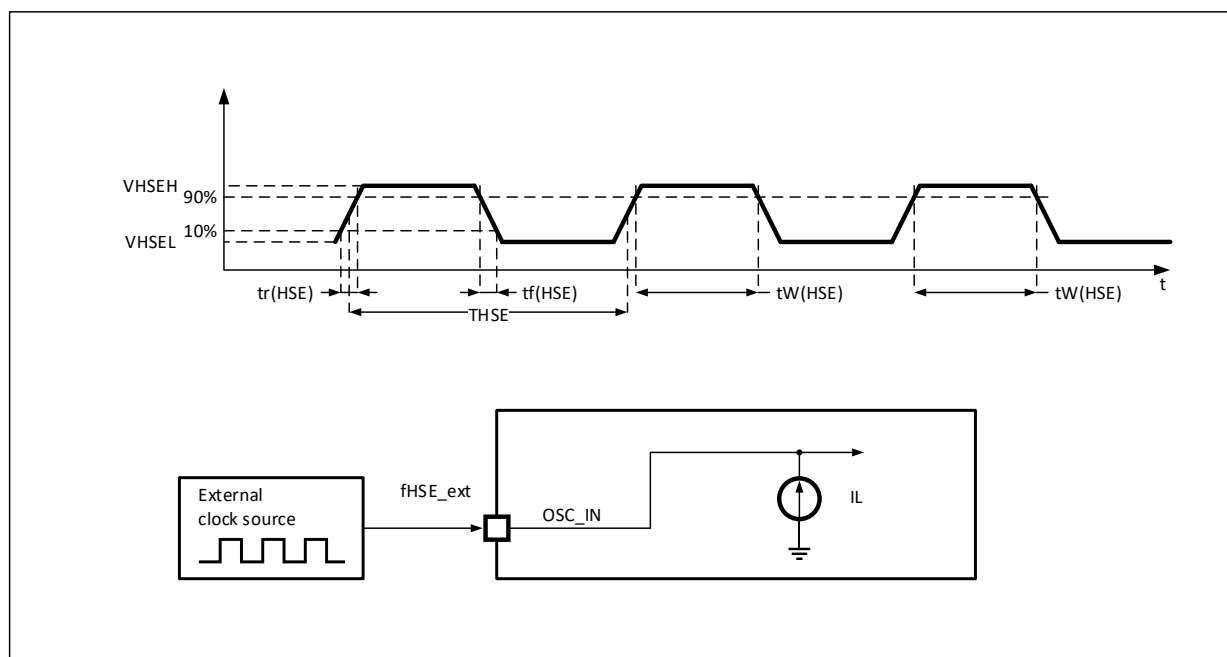 VHSEH
90%
10%
VHSEL
t
tr(HSE)
tf(HSE)
tW(HSE)
tW(HSE)
THSE
External
clock source
fHSE_ext
OSC_IN
IL